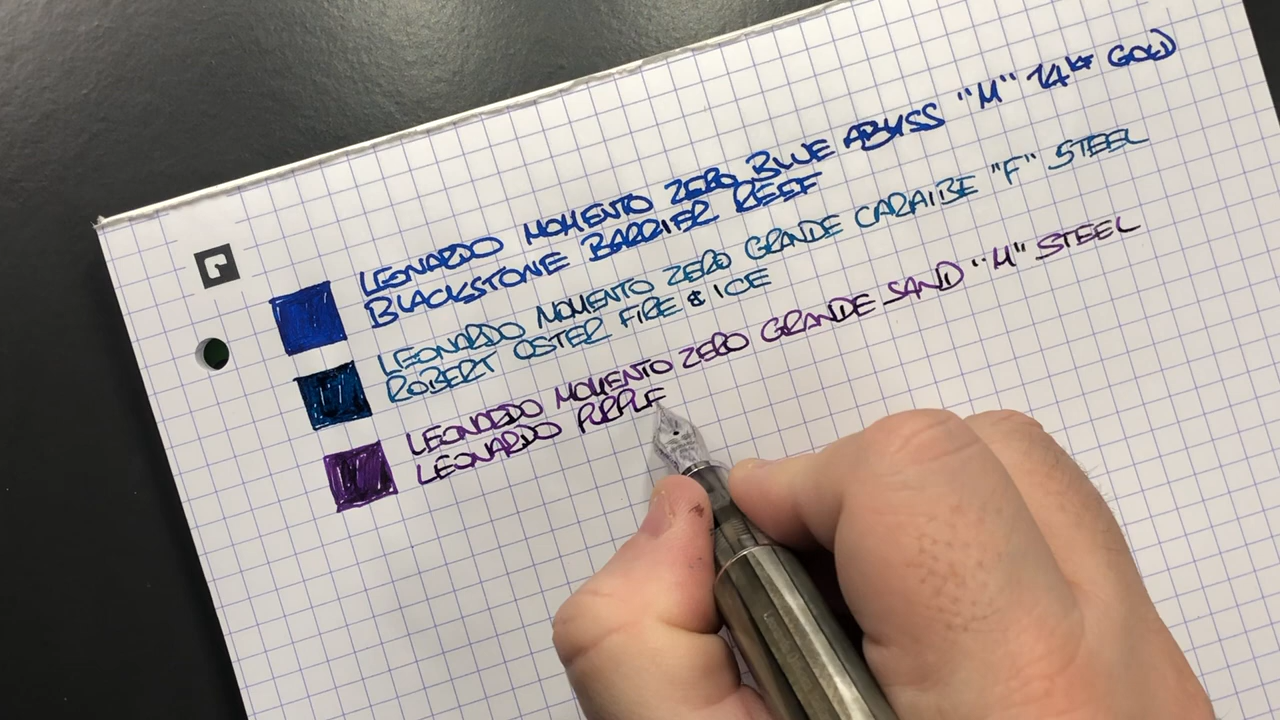 LEONARDO MOMENTO ZERO BLUE ABYSS "M" 14kt GOLD
BLACKSTONE BARRIER REEF
LEONARDO MOMENTO ZERO GRANDE CARAIBE "F" STEEL
ROBERT OSTER FIRE & ICE
LEONARDO MOMENTO ZERO GRANDE SAND "M" STEEL
LEONARDO PURPLE